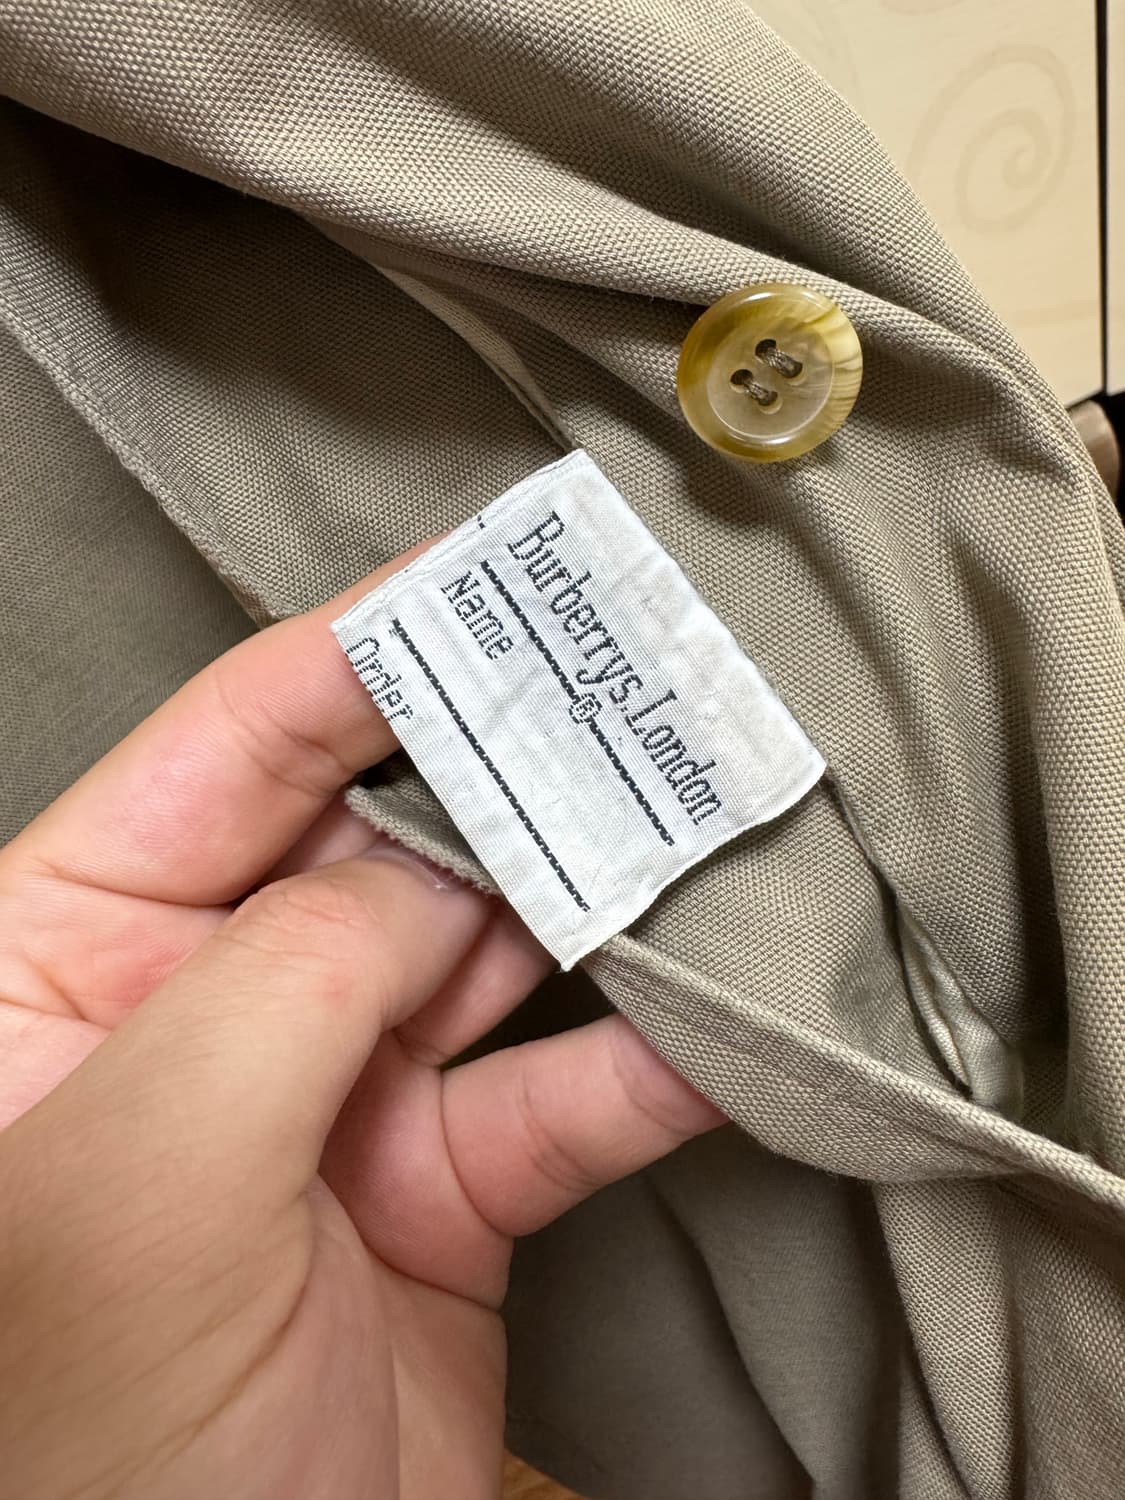 Burberrys, London
®
Name
Order